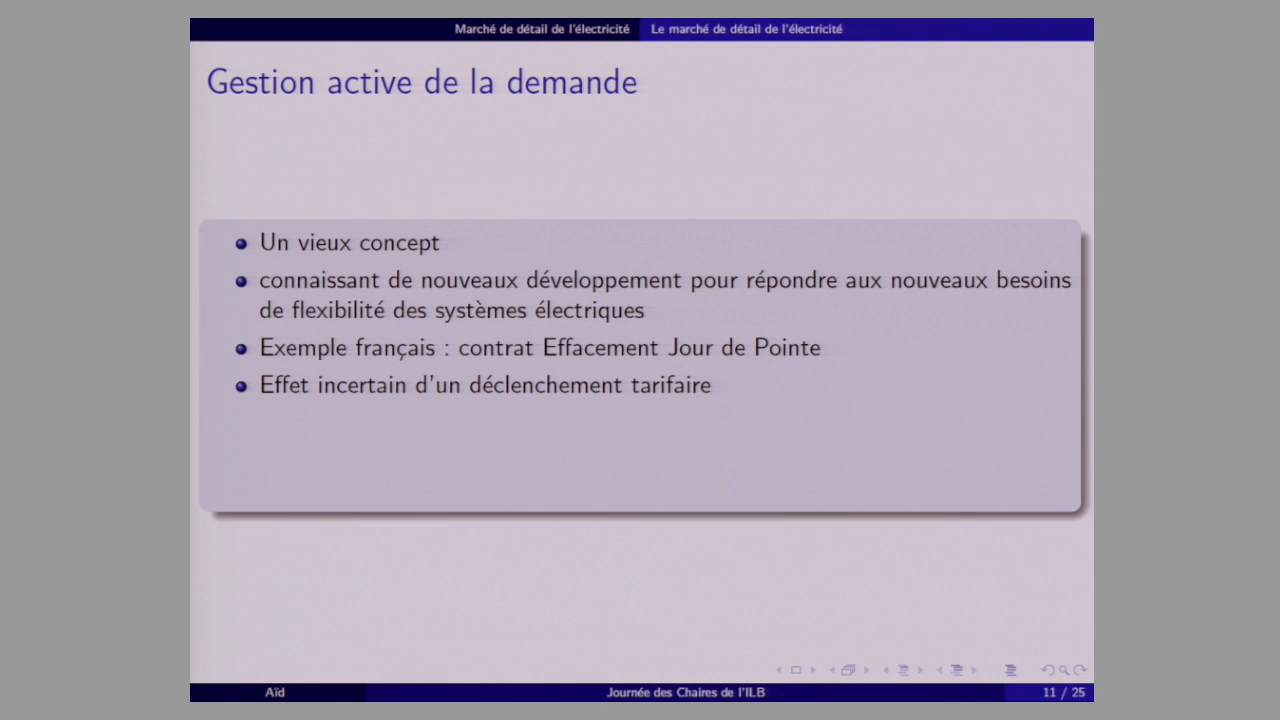 Marché de détail de l'électricité Le marché de détail de l'électricité
Gestion active de la demande
Un vieux concept
connaissant de nouveaux développement pour répondre aux nouveaux besoins
de flexibilité des systèmes électriques
Exemple français : contrat Effacement Jour de Pointe
Effet incertain d'un déclenchement tarifaire
Aïd Journée des Chaires de l'ILB 11 / 25